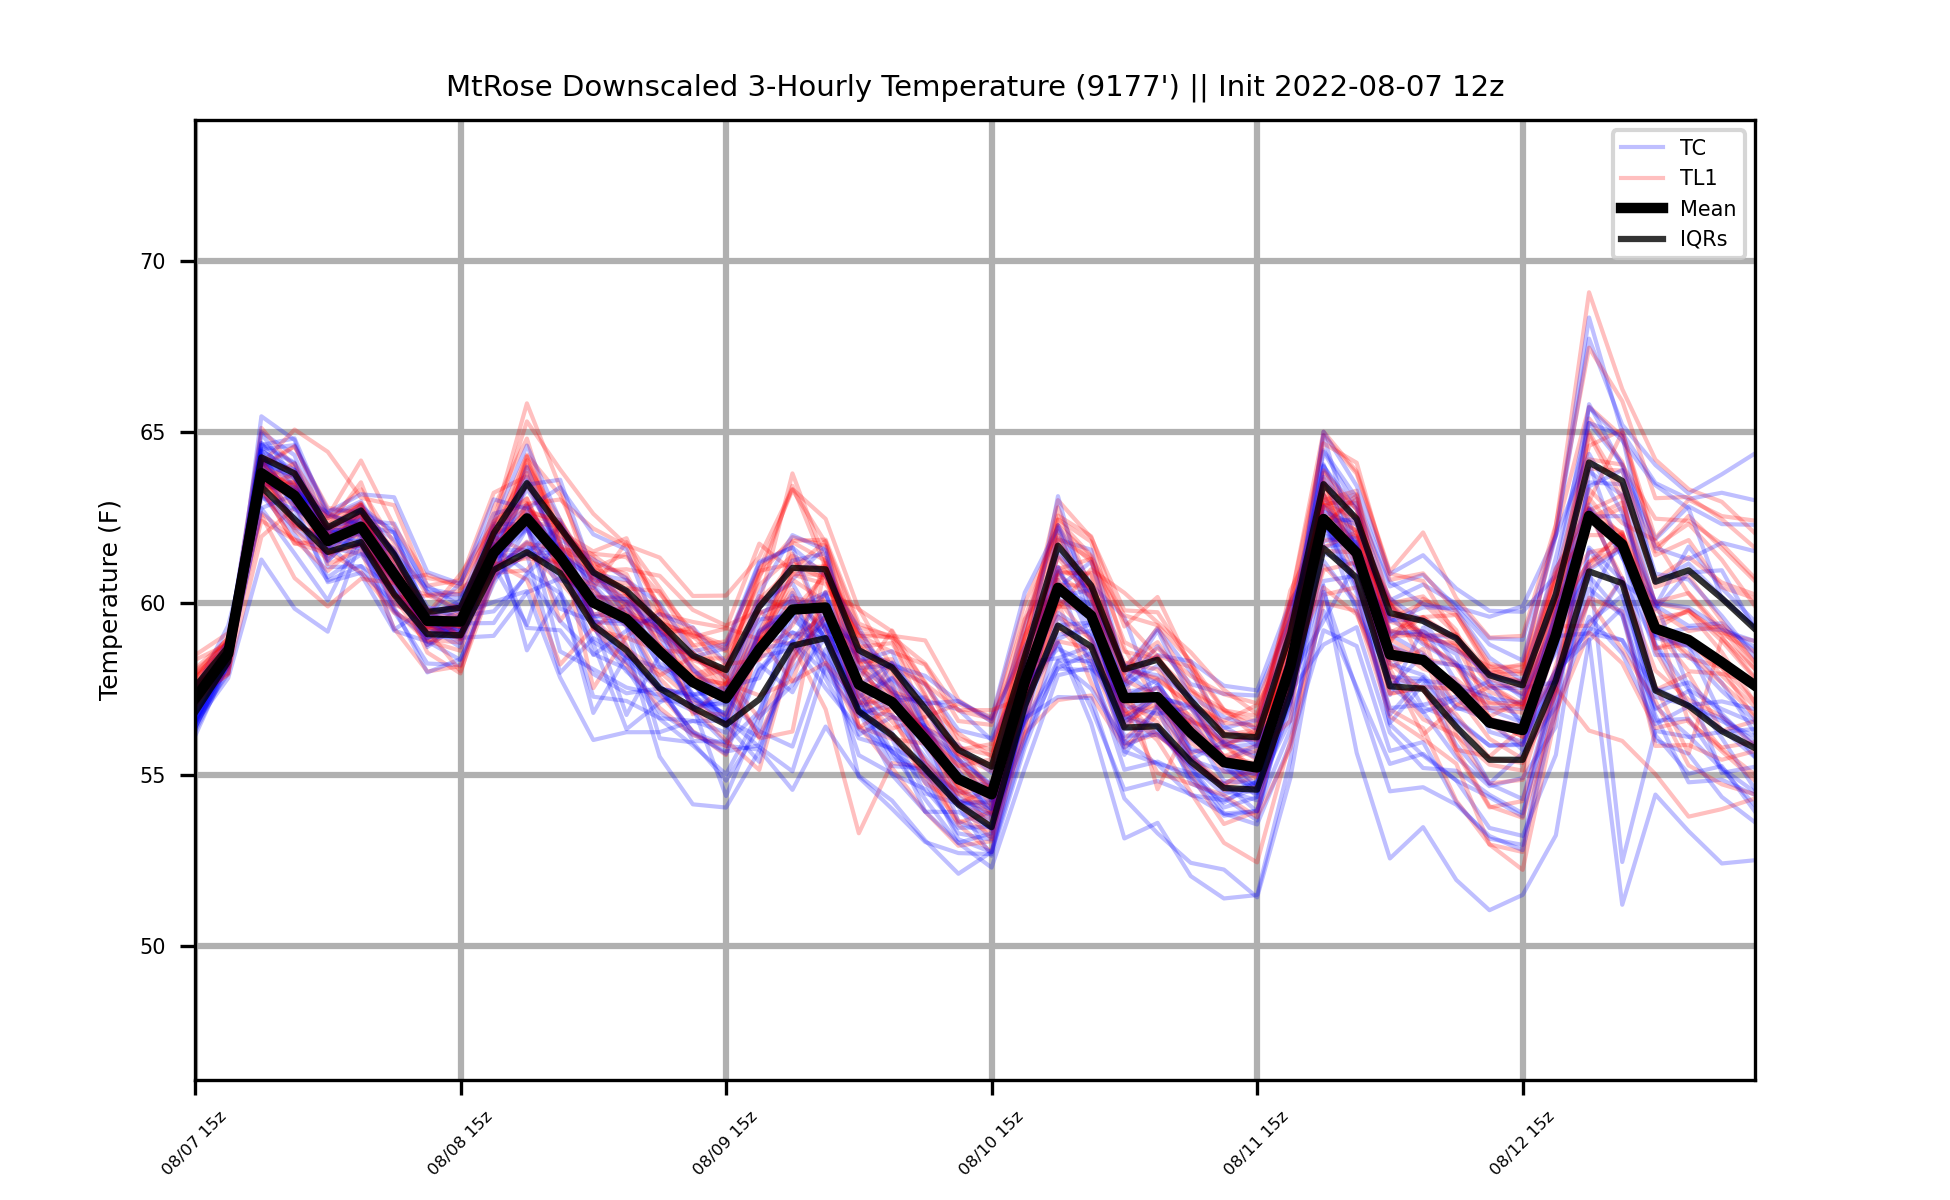 MtRose Downscaled 3-Hourly Temperature (9177') || Init 2022-08-07 12z
TC
TL1
Mean
IQRs
Temperature (F)
70
65
60
55
50
08/07 15z
08/08 15z
08/09 15z
08/10 15z
08/11 15z
08/12 15z